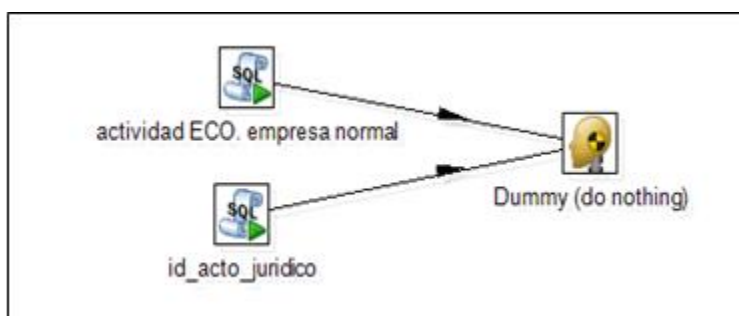 SQL
actividad ECO. empresa normal
Dummy (do nothing)
SQL
id_acto_juridico